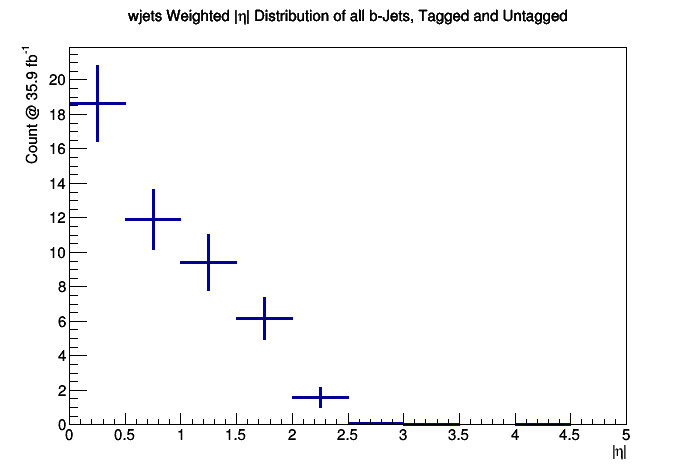 wjets Weighted |η| Distribution of all b-Jets, Tagged and Untagged
Count @ 35.9 fb⁻¹
20
18
16
14
12
10
8
6
4
2
0
0 0.5 1 1.5 2 2.5 3 3.5 4 4.5 5
|η|